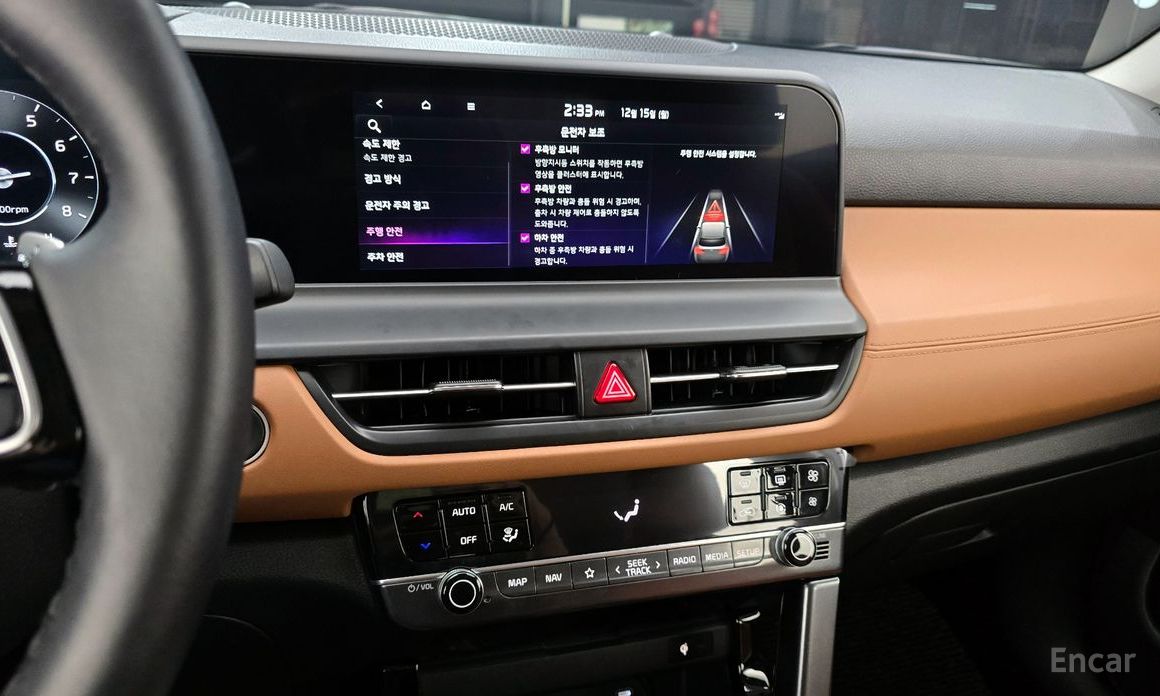 5
6
7
8
00rpm
2:33 PM
12월 15일 (월)
운전자 보조
속도 제한
속도 제한 경고
경고 방식
운전자 주의 경고
주행 안전
주차 안전
후측방 모니터
방향지시등 스위치를 작동하면 후측방
영상을 클러스터에 표시합니다.
후측방 안전
후측방 차량과 충돌 위험 시 경고하며,
출차 시 차량 제어로 충돌하지 않도록
도와줍니다.
하차 안전
하차 중 후측방 차량과 충돌 위험 시
경고합니다.
주행 안전 시스템을 설정합니다.
AUTO
A/C
OFF
/ VOL
MAP
NAV
SEEK
TRACK
RADIO
MEDIA
SETUP
Encar